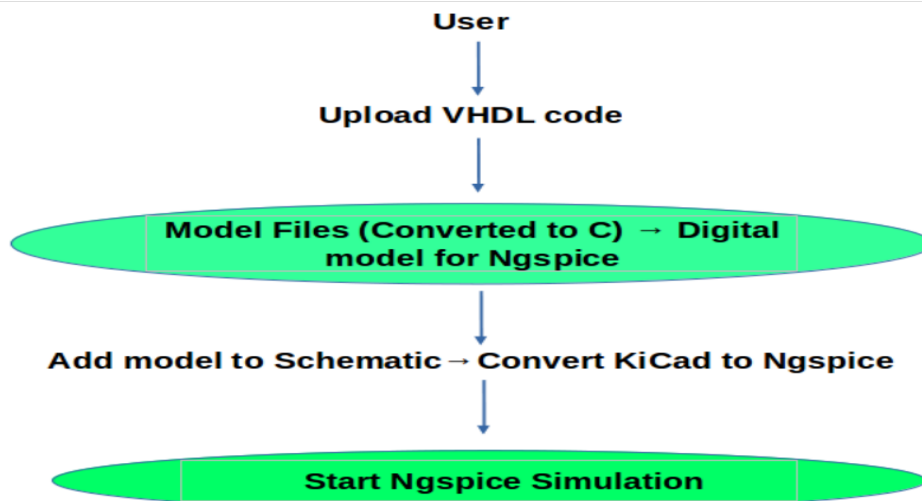 User
Upload VHDL code
Model Files (Converted to C) → Digital
model for Ngspice
Add model to Schematic→Convert KiCad to Ngspice
Start Ngspice Simulation